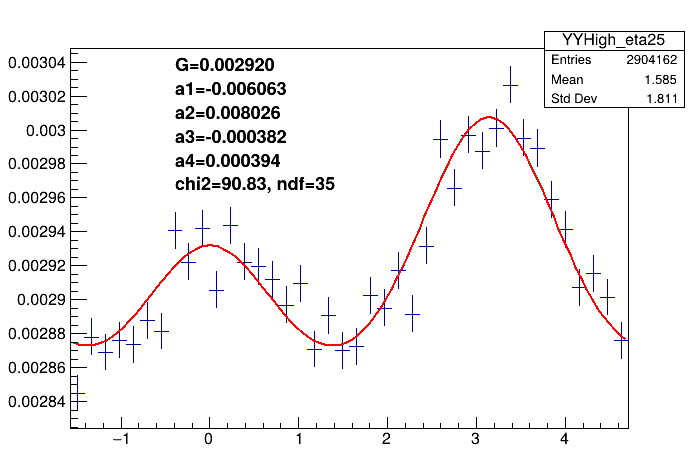 YYHigh_eta25
Entries 2904162
Mean 1.585
Std Dev 1.811
G=0.002920
a1=-0.006063
a2=0.008026
a3=-0.000382
a4=0.000394
chi2=90.83, ndf=35
0.00304
0.00302
0.003
0.00298
0.00296
0.00294
0.00292
0.0029
0.00288
0.00286
0.00284
−1 0 1 2 3 4